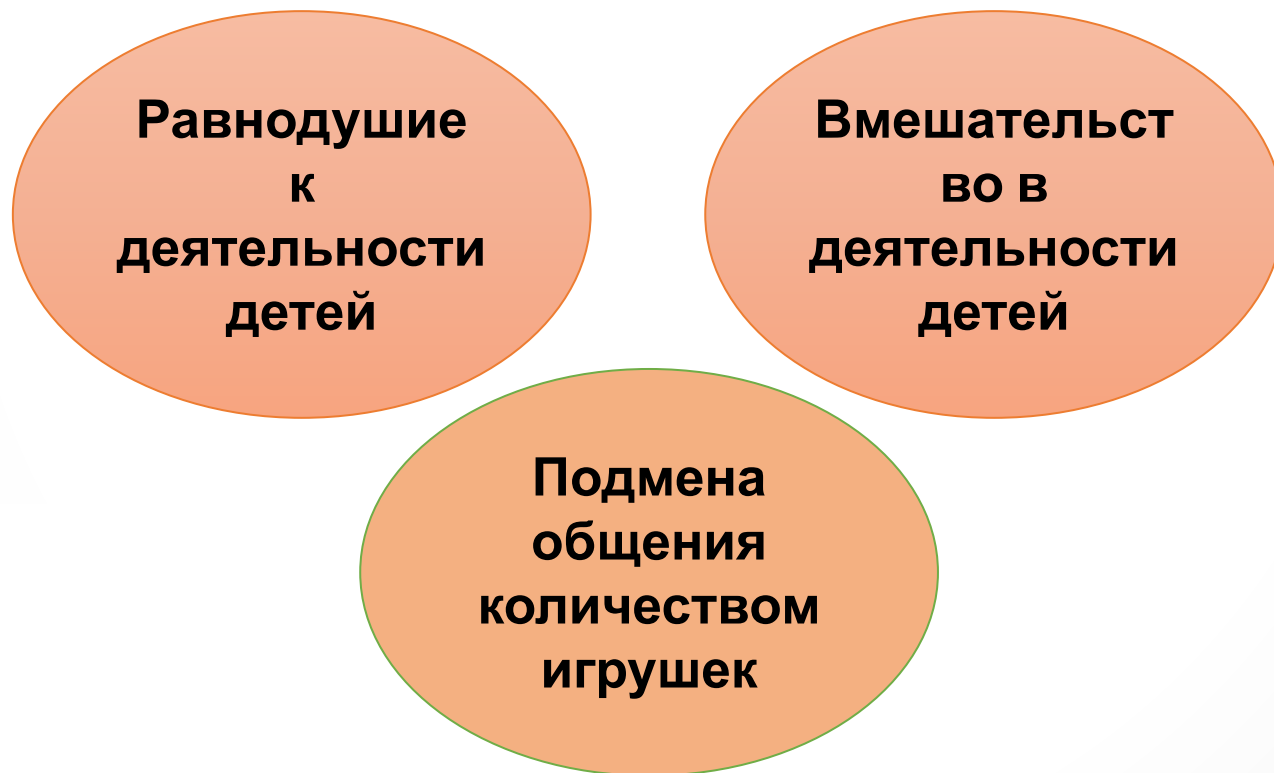 Равнодушие
к
деятельности
детей
Вмешательст
во в
деятельности
детей
Подмена
общения
количеством
игрушек